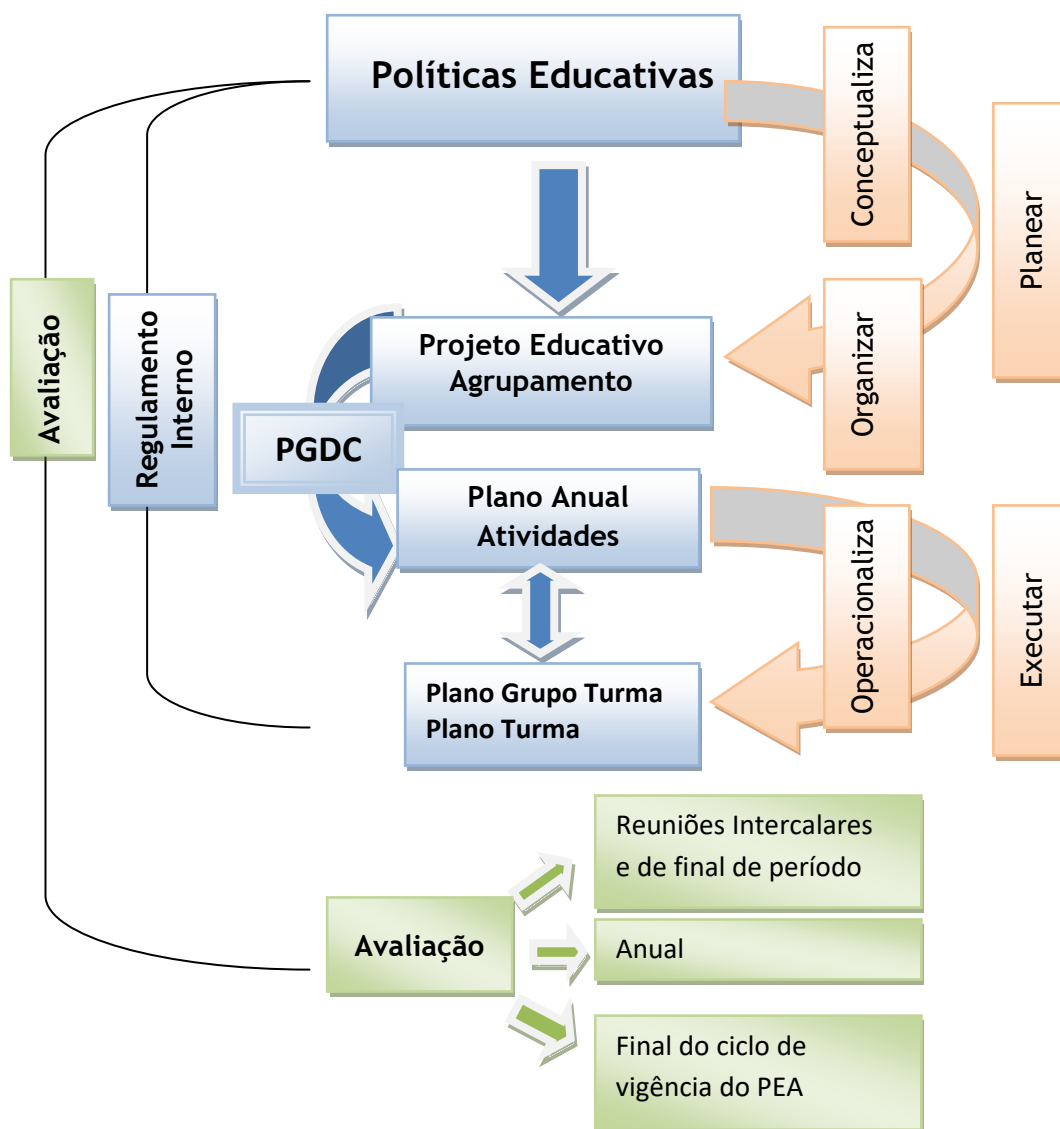 Políticas Educativas
Conceptualiza
Planear
Avaliação
Regulamento
Interno
Projeto Educativo
Agrupamento
Organizar
PGDC
Plano Anual
Atividades
Operacionaliza
Executar
Plano Grupo Turma
Plano Turma
Reuniões Intercalares
e de final de período
Avaliação
Anual
Final do ciclo de
vigência do PEA